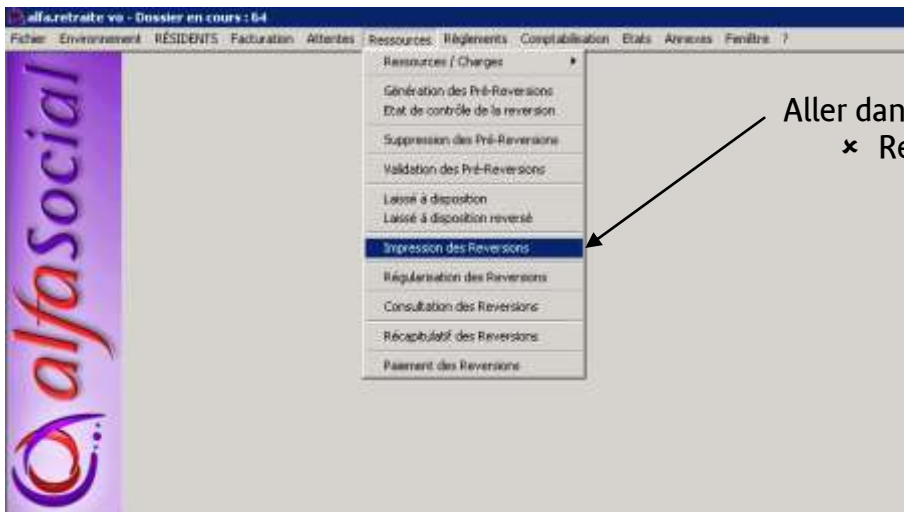 alfa.retraite vo - Dossier en cours : 64
Fichier Environnement RÉSIDENTS Facturation Attentes Ressources Règlements Comptabilisation Etats Annexes Fenêtre ?
Ressources / Charges
Génération des Pré-Reversions
Etat de contrôle de la reversion
Suppression des Pré-Reversions
Validation des Pré-Reversions
Laissé à disposition
Laissé à disposition reversé
Impression des Reversions
Régularisation des Reversions
Consultation des Reversions
Récapitulatif des Reversions
Paiement des Reversions
Aller dan
Re
alfaSocial